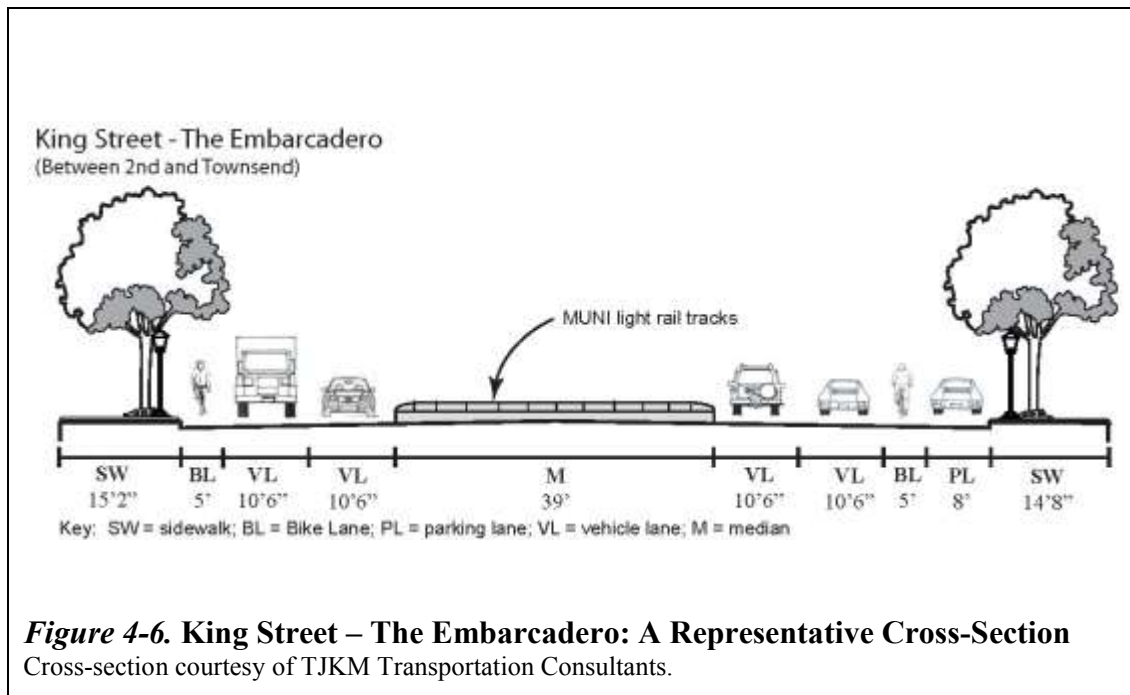 King Street - The Embarcadero
(Between 2nd and Townsend)
MUNI light rail tracks
SW BL VL VL M VL VL BL PL SW
15'2" 5' 10'6" 10'6" 39' 10'6" 10'6" 5' 8' 14'8"
Key: SW = sidewalk; BL = Bike Lane; PL = parking lane; VL = vehicle lane; M = median
Figure 4-6. King Street – The Embarcadero: A Representative Cross-Section
Cross-section courtesy of TJKM Transportation Consultants.